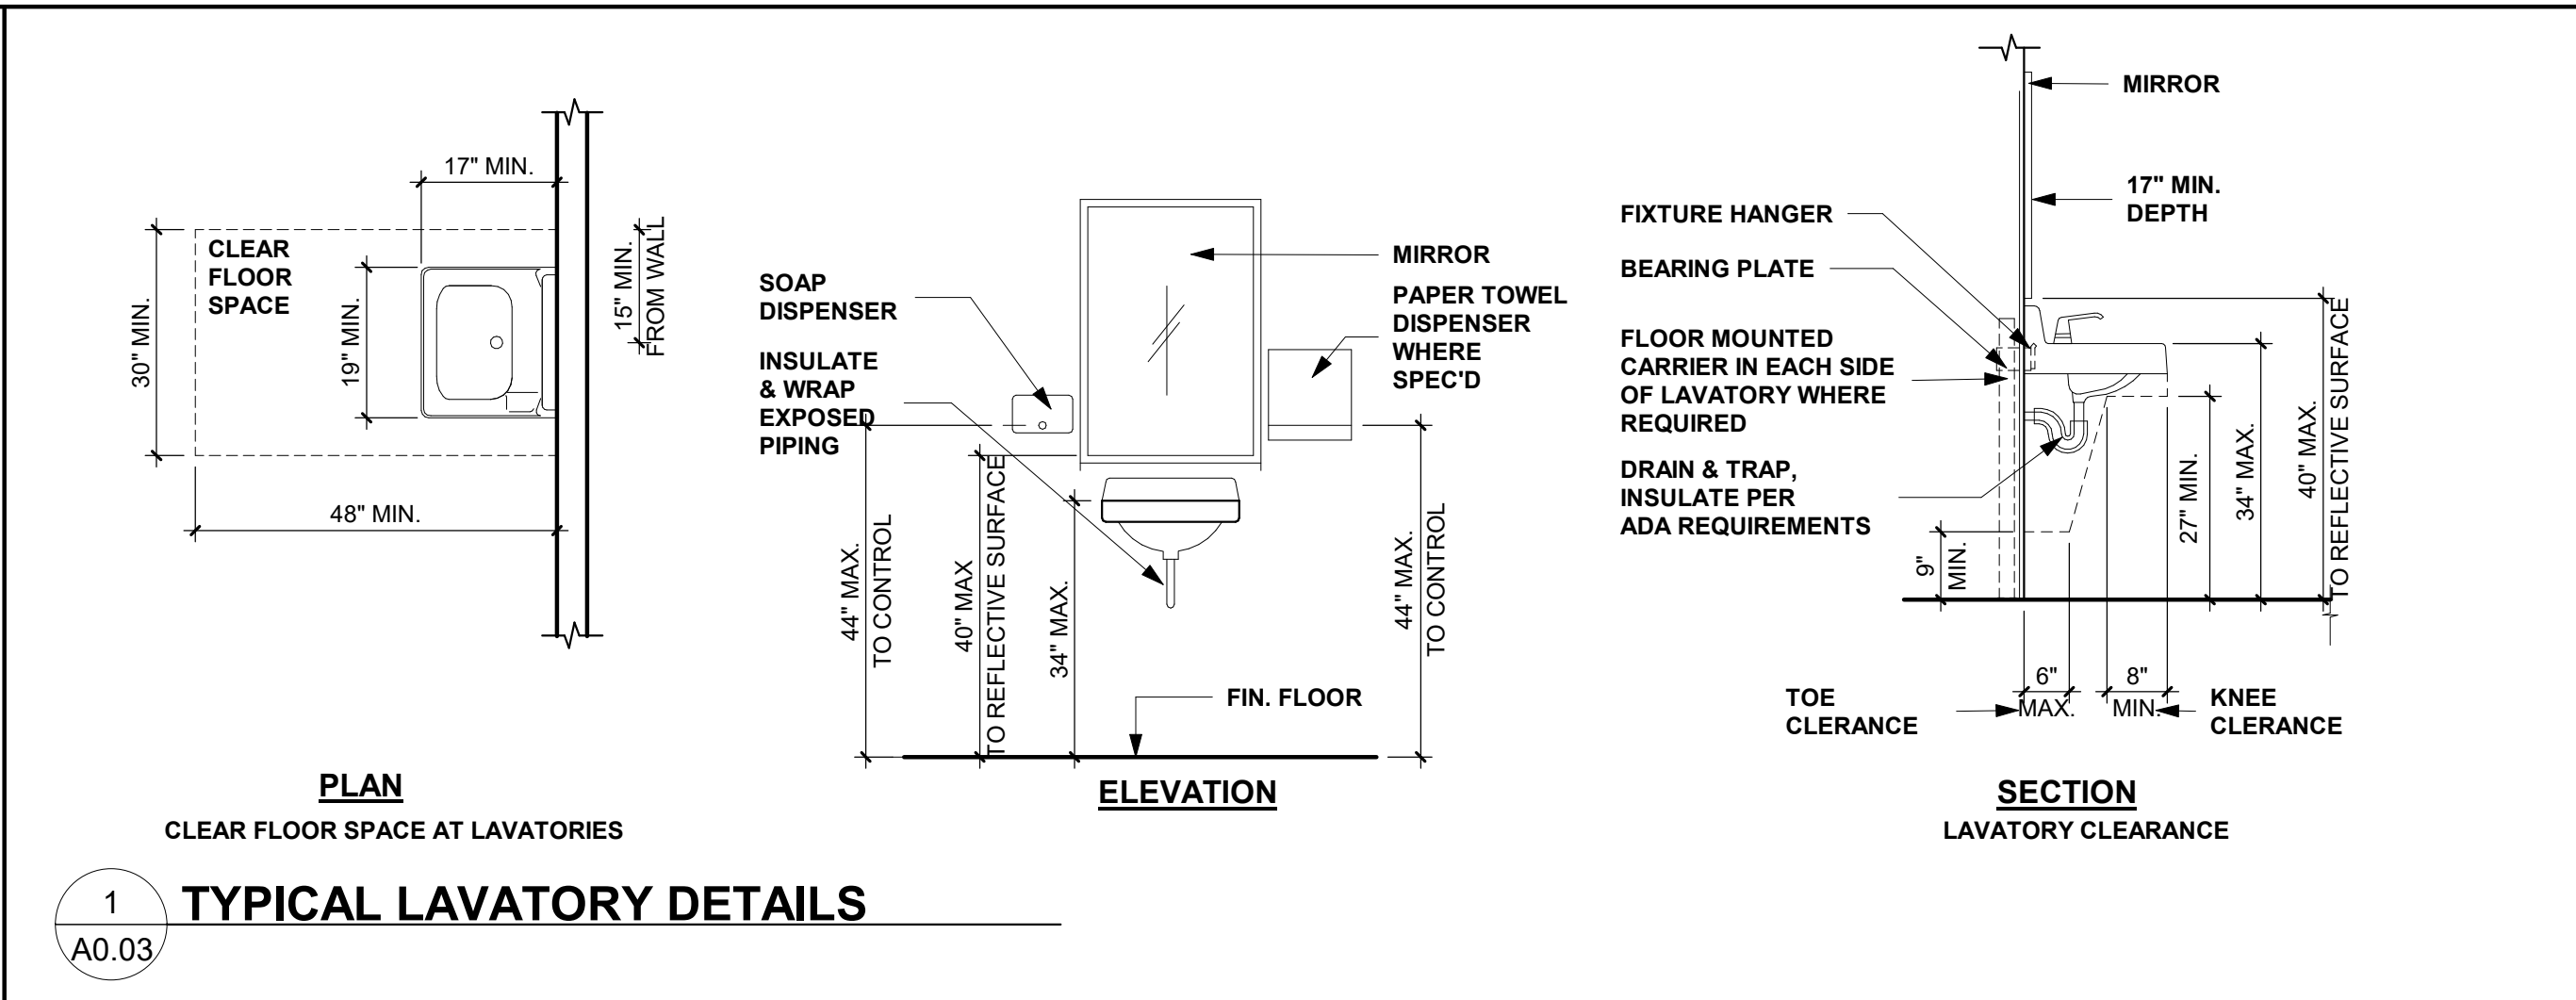 17" MIN.
CLEAR
FLOOR
SPACE
30" MIN.
19" MIN.
15" MIN.
FROM WALL
48" MIN.
PLAN
CLEAR FLOOR SPACE AT LAVATORIES
SOAP
DISPENSER
INSULATE
& WRAP
EXPOSED
PIPING
MIRROR
PAPER TOWEL
DISPENSER
WHERE
SPEC'D
44" MAX.
TO CONTROL
40" MAX
TO REFLECTIVE SURFACE
34" MAX.
44" MAX.
TO CONTROL
FIN. FLOOR
ELEVATION
MIRROR
17" MIN.
DEPTH
FIXTURE HANGER
BEARING PLATE
FLOOR MOUNTED
CARRIER IN EACH SIDE
OF LAVATORY WHERE
REQUIRED
DRAIN & TRAP,
INSULATE PER
ADA REQUIREMENTS
9"
MIN.
27" MIN.
34" MAX.
40" MAX.
TO REFLECTIVE SURFACE
6"
MAX.
8"
MIN.
TOE
CLERANCE
KNEE
CLERANCE
SECTION
LAVATORY CLEARANCE
1
A0.03
TYPICAL LAVATORY DETAILS